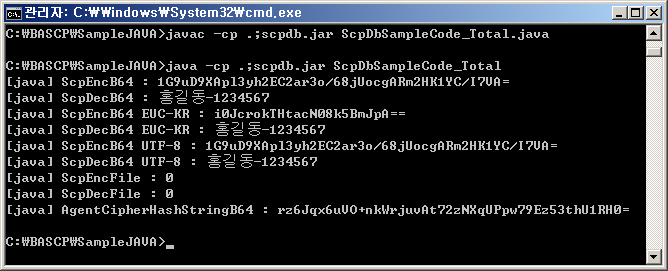 관리자: C:₩Windows₩System32₩cmd.exe
C:₩BASCP₩SampleJAVA>javac -cp .;scpdb.jar ScpDbSampleCode_Total.java
C:₩BASCP₩SampleJAVA>java -cp .;scpdb.jar ScpDbSampleCode_Total
[java] ScpEncB64 : 1G9uD9XApl3yh2EC2ar3o/68jUocgARm2HK1YC/I7VA=
[java] ScpDecB64 : 홍길동-1234567
[java] ScpEncB64 EUC-KR : i0JcrokTHtacN08k5BmJpA==
[java] ScpDecB64 EUC-KR : 홍길동-1234567
[java] ScpEncB64 UTF-8 : 1G9uD9XApl3yh2EC2ar3o/68jUocgARm2HK1YC/I7VA=
[java] ScpDecB64 UTF-8 : 홍길동-1234567
[java] ScpEncFile : 0
[java] ScpDecFile : 0
[java] AgentCipherHashStringB64 : rz6Jqx6uVO+nkWrjuvAt72zNXqUPpw79Ez53thU1RH0=
C:₩BASCP₩SampleJAVA>_